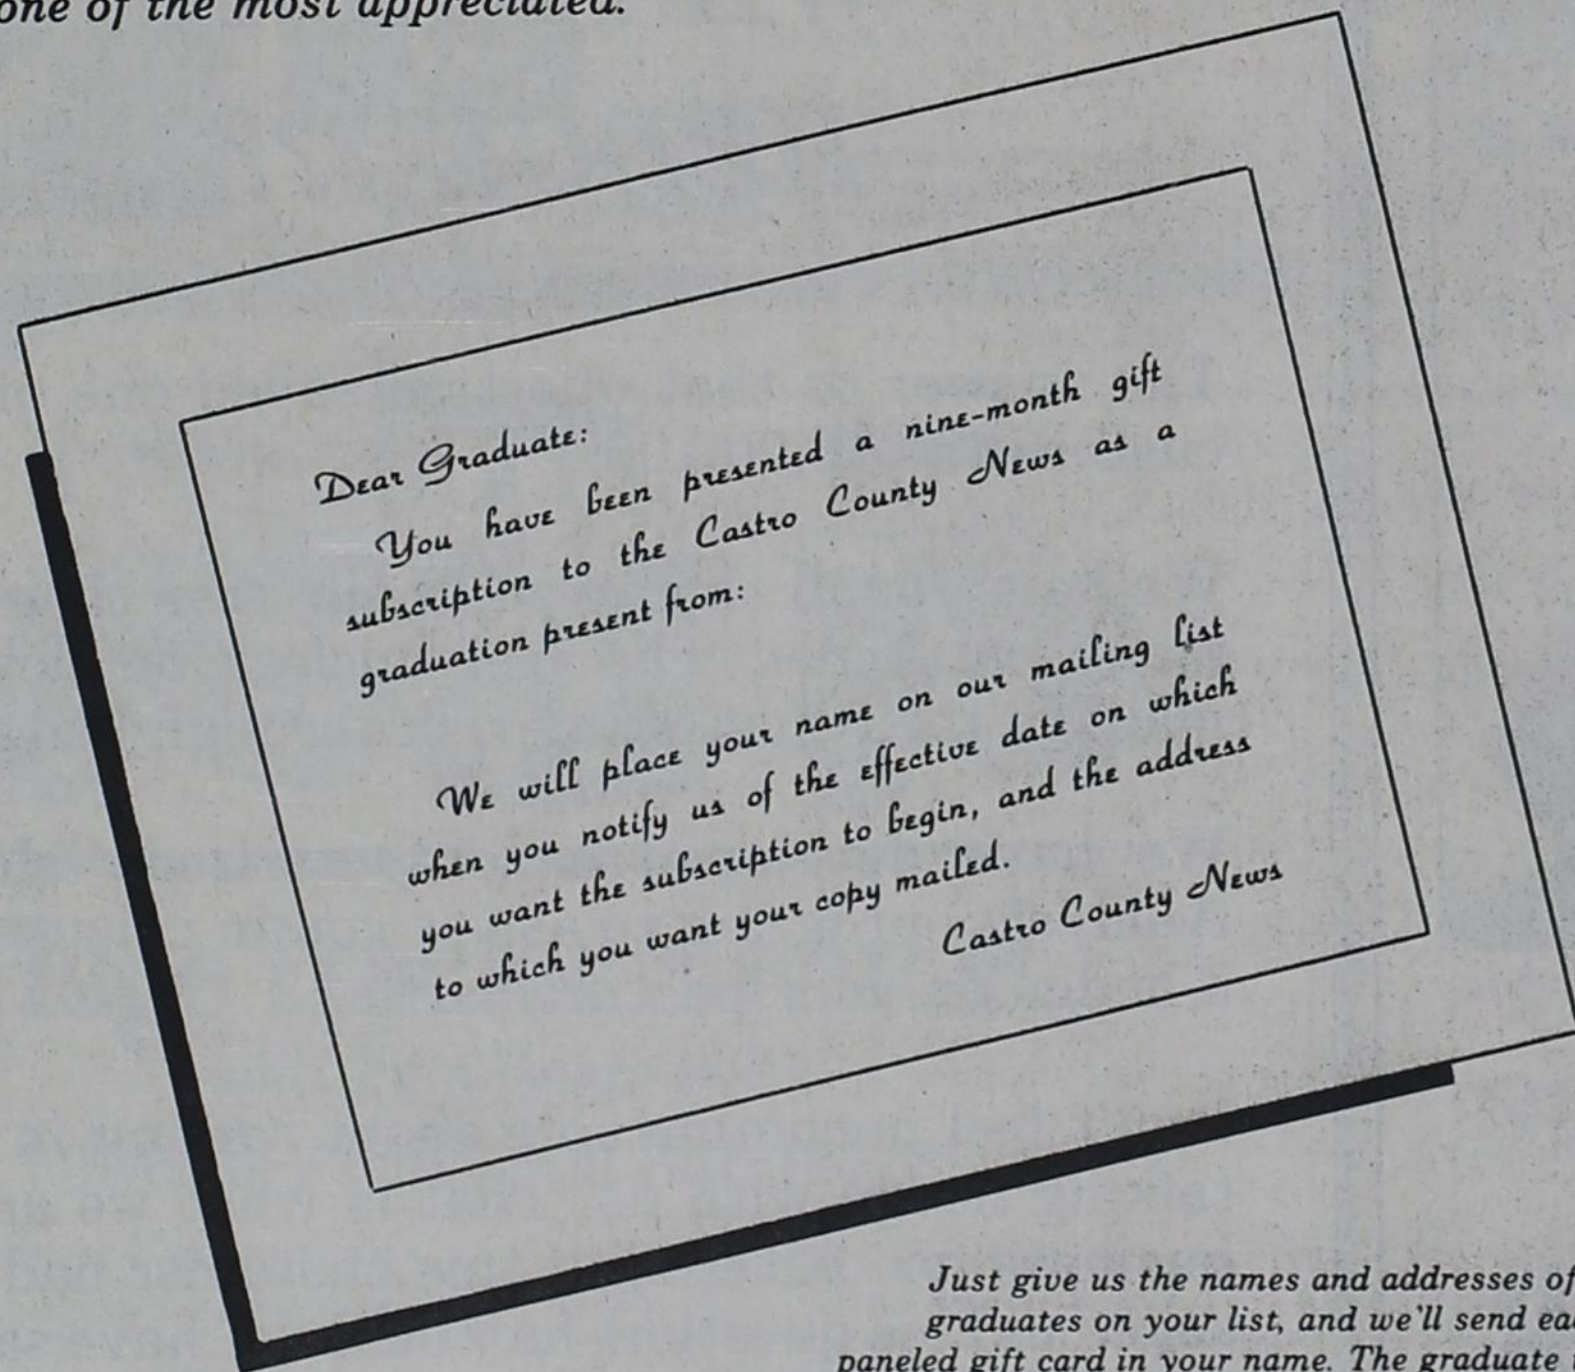 one of the most appreciated.
Dear Graduate:
You have been presented a nine-month gift
subscription to the Castro County News as a
graduation present from:
We will place your name on our mailing list
when you notify us of the effective date on which
you want the subscription to begin, and the address
to which you want your copy mailed.
Castro County News
Just give us the names and addresses of
graduates on your list, and we'll send
paneled gift card in your name. The graduate